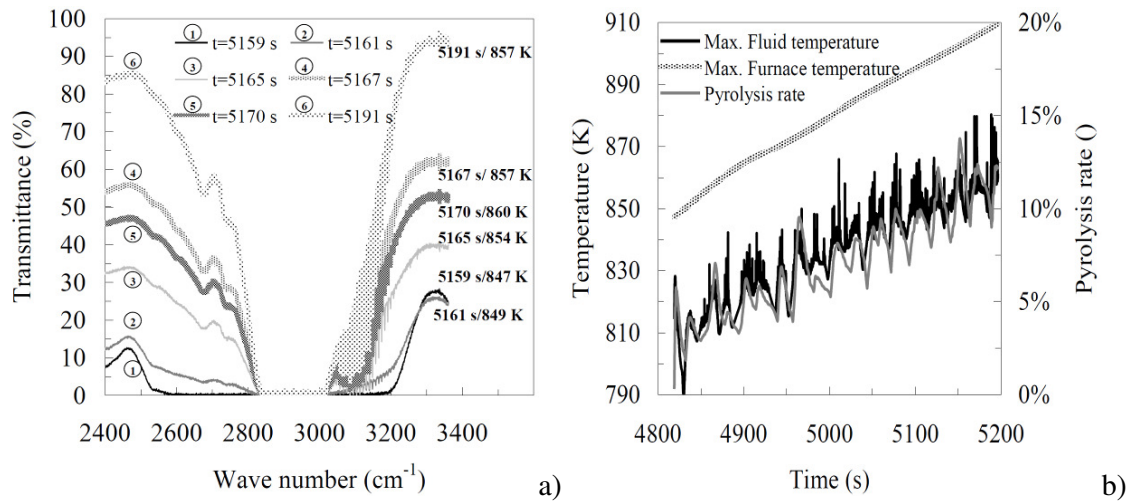 100
90
80
70
60
50
40
30
20
10
0
Transmittance (%)
1 t=5159 s
2 t=5161 s
3 t=5165 s
4 t=5167 s
5 t=5170 s
6 t=5191 s
6
4
5
3
2
1
5191 s/ 857 K
5167 s/ 857 K
5170 s/860 K
5165 s/854 K
5159 s/847 K
5161 s/849 K
2400 2600 2800 3000 3200 3400
Wave number (cm-1)
a)
910
890
870
850
830
810
790
Temperature (K)
Max. Fluid temperature
Max. Furnace temperature
Pyrolysis rate
20%
15%
10%
5%
0%
Pyrolysis rate ()
4800 4900 5000 5100 5200
Time (s)
b)